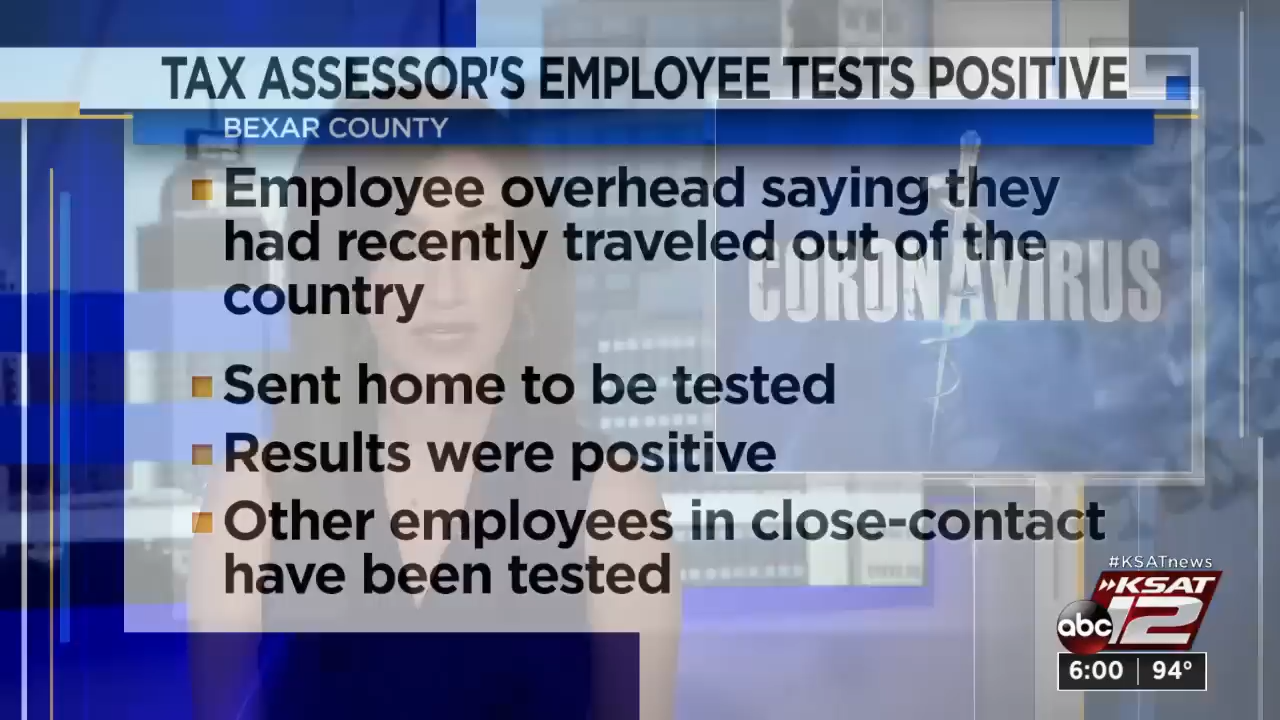 TAX ASSESSOR'S EMPLOYEE TESTS POSITIVE
BEXAR COUNTY
Employee overhead saying they
had recently traveled out of the
country
CORONAVIRUS
Sent home to be tested
Results were positive
Other employees in close-contact
have been tested
#KSATnews
KSAT
abc 12
6:00 94°